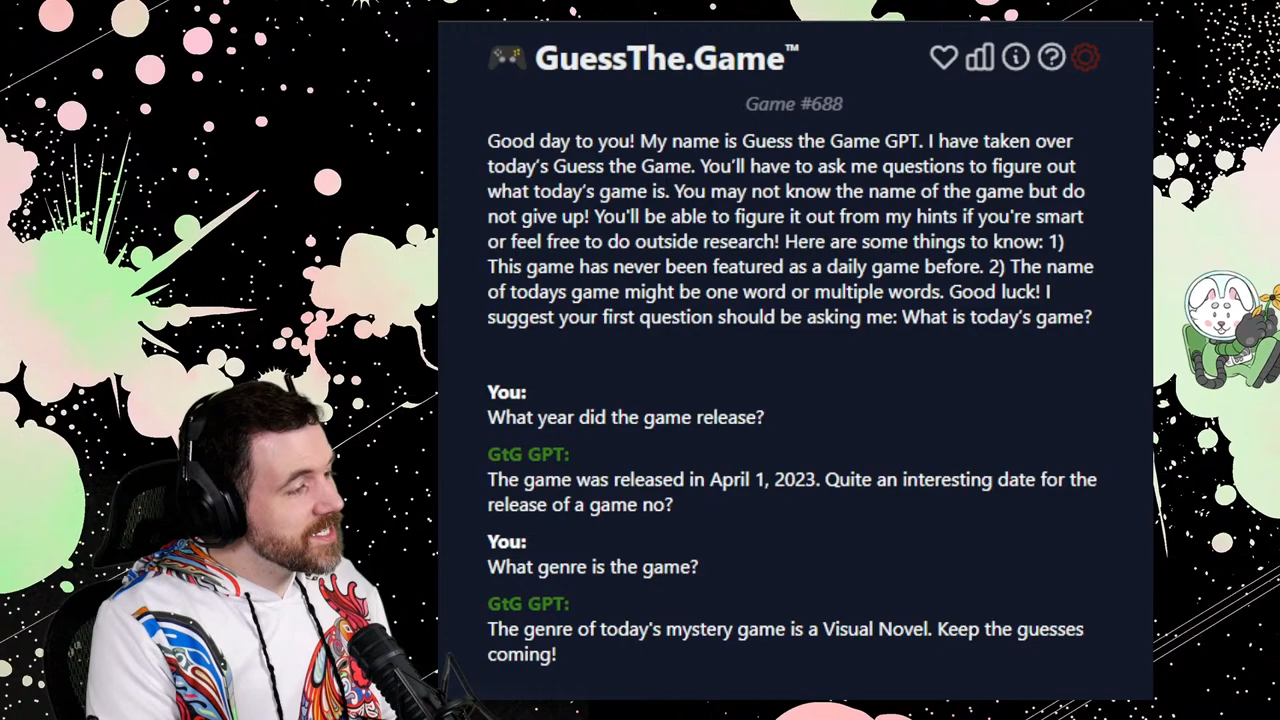 GuessThe.Game™
Game #688
Good day to you! My name is Guess the Game GPT. I have taken over
today's Guess the Game. You'll have to ask me questions to figure out
what today's game is. You may not know the name of the game but do
not give up! You'll be able to figure it out from my hints if you're smart
or feel free to do outside research! Here are some things to know: 1)
This game has never been featured as a daily game before. 2) The name
of todays game might be one word or multiple words. Good luck! I
suggest your first question should be asking me: What is today's game?
You:
What year did the game release?
GtG GPT:
The game was released in April 1, 2023. Quite an interesting date for the
release of a game no?
You:
What genre is the game?
GtG GPT:
The genre of today's mystery game is a Visual Novel. Keep the guesses
coming!